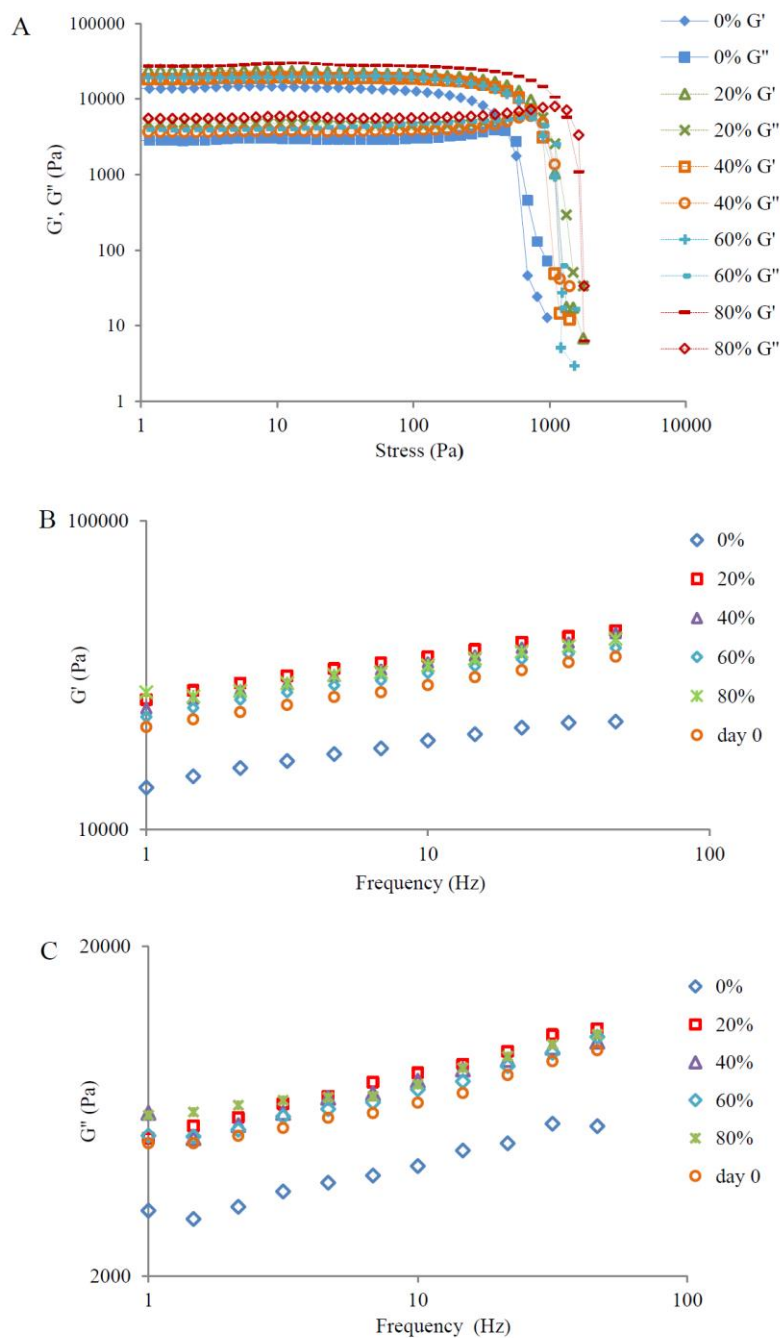 A
100000
10000
1000
100
10
1
G', G" (Pa)
1 10 100 1000 10000
Stress (Pa)
0% G'
0% G"
20% G'
20% G"
40% G'
40% G"
60% G'
60% G"
80% G'
80% G"
B
100000
10000
G' (Pa)
1 10 100
Frequency (Hz)
0%
20%
40%
60%
80%
day 0
C
20000
2000
G" (Pa)
1 10 100
Frequency (Hz)
0%
20%
40%
60%
80%
day 0